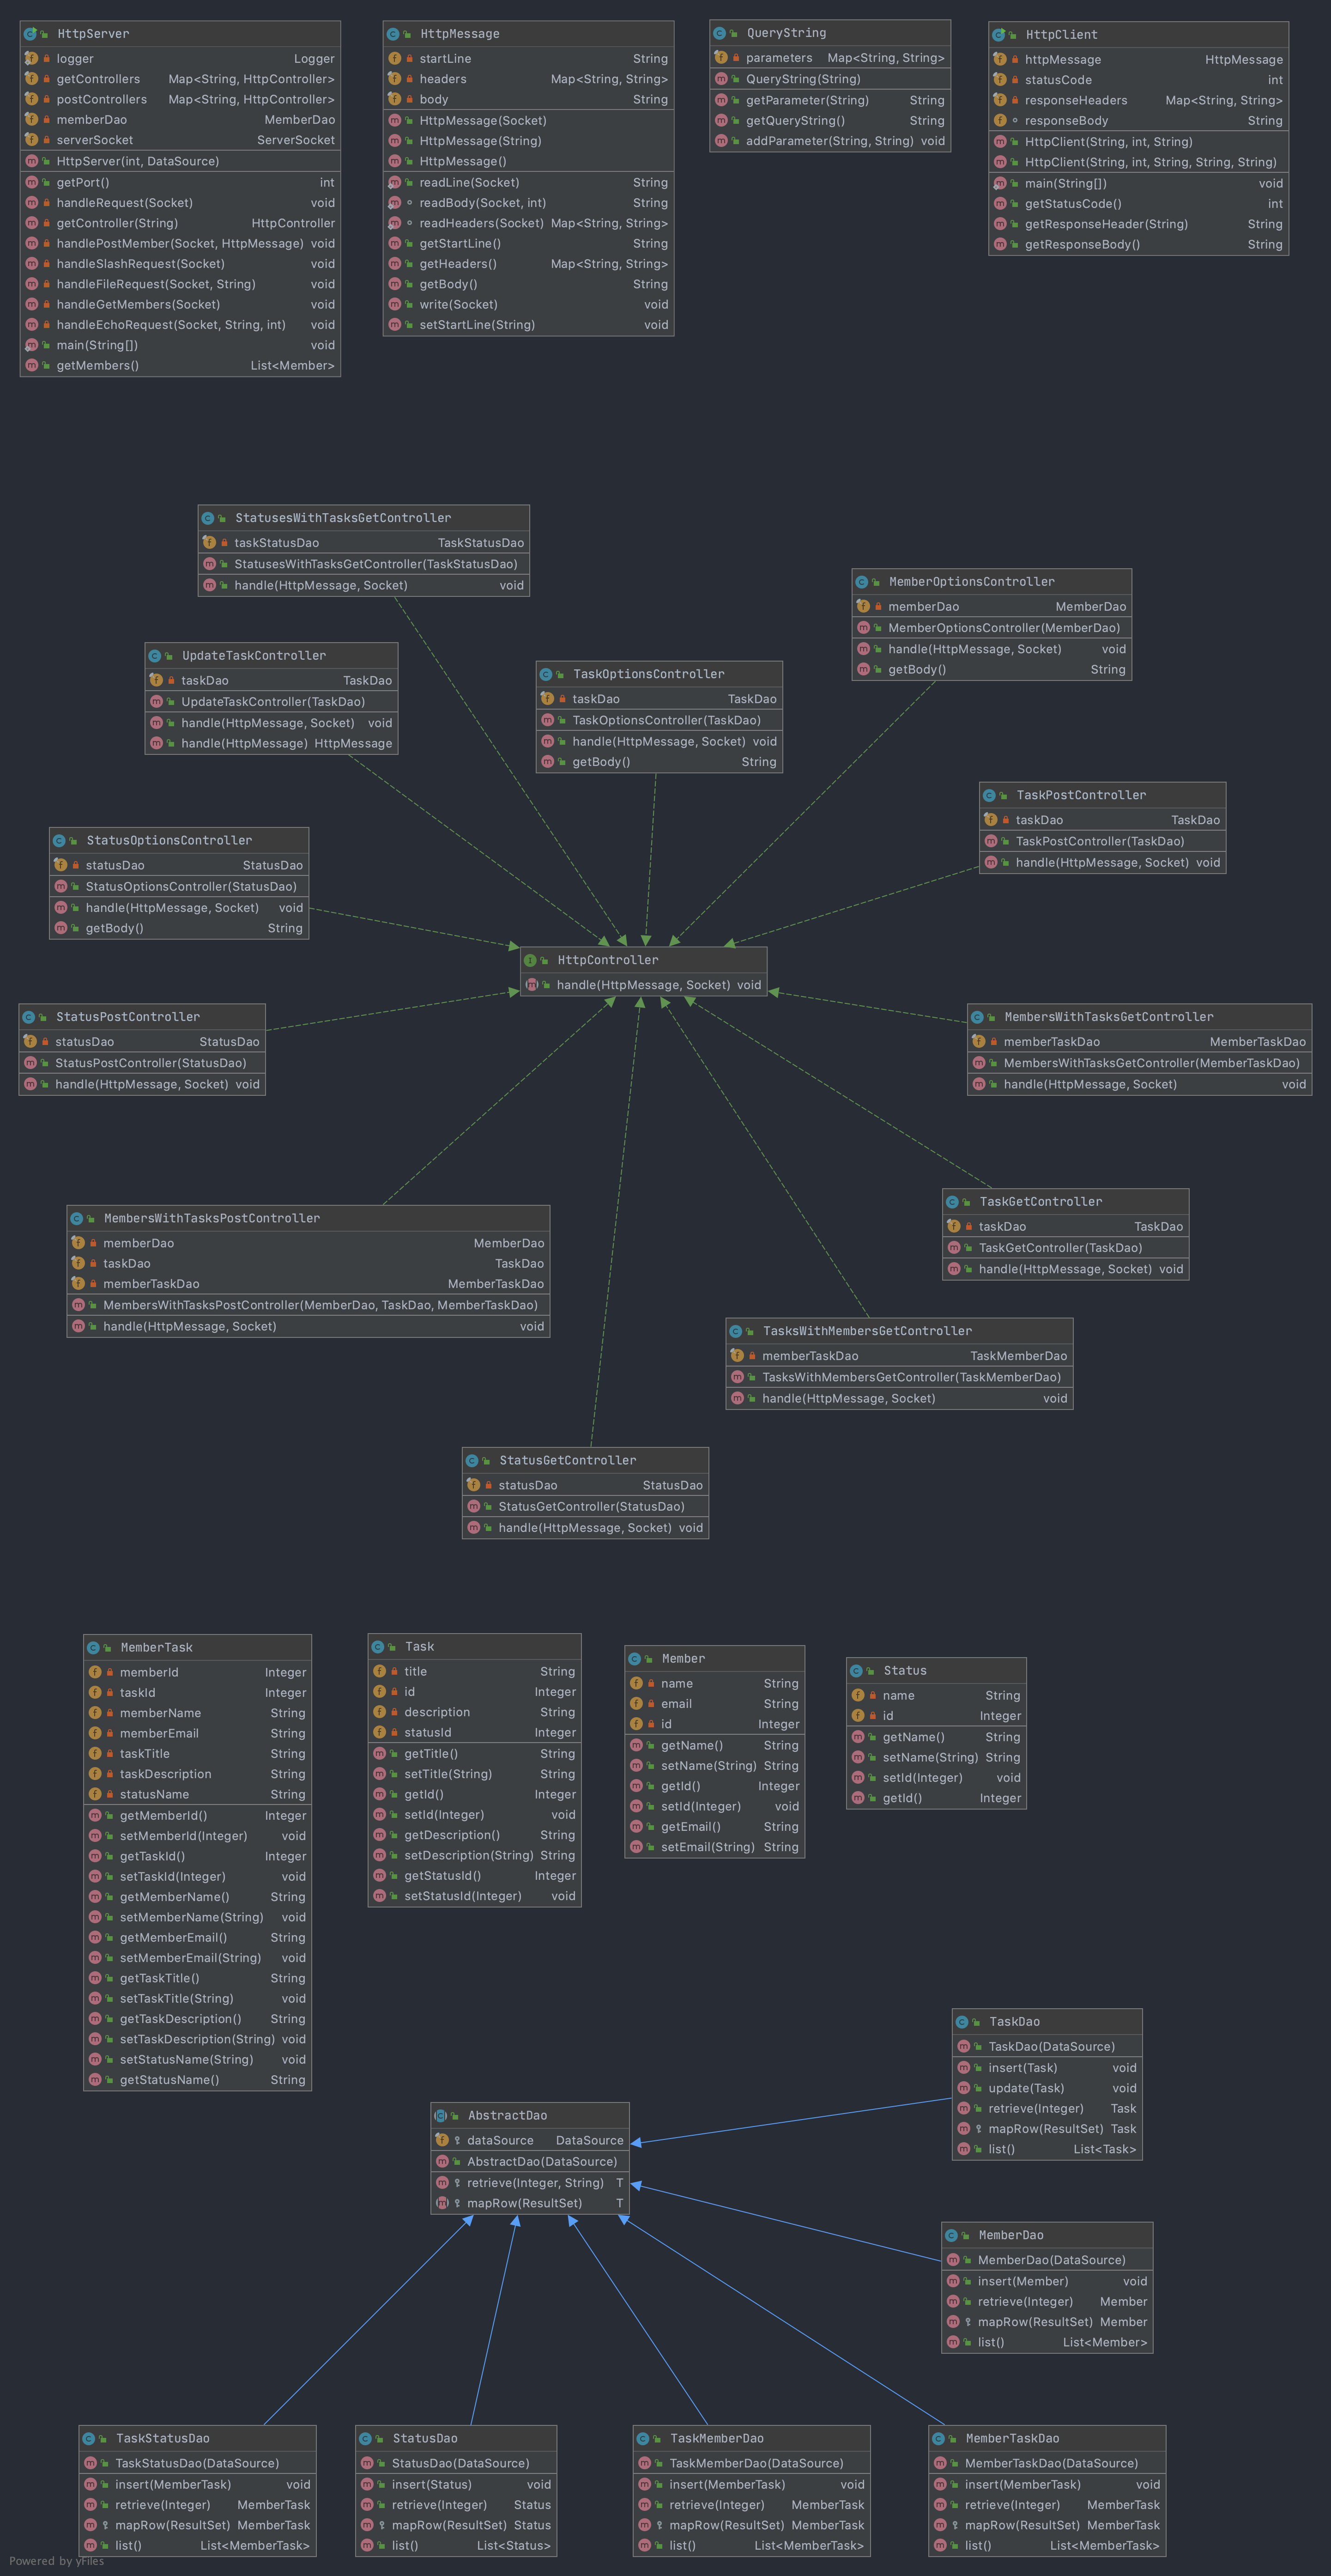 HttpServer
logger Logger
getControllers Map<String, HttpController>
postControllers Map<String, HttpController>
memberDao MemberDao
serverSocket ServerSocket
HttpServer(int, DataSource)
getPort() int
handleRequest(Socket) void
getController(String) HttpController
handlePostMember(Socket, HttpMessage) void
handleSlashRequest(Socket) void
handleFileRequest(Socket, String) void
handleGetMembers(Socket) void
handleEchoRequest(Socket, String, int) void
main(String[]) void
getMembers() List<Member>
HttpMessage
startLine String
headers Map<String, String>
body String
HttpMessage(Socket)
HttpMessage(String)
HttpMessage()
readLine(Socket) String
readBody(Socket, int) String
readHeaders(Socket) Map<String, String>
getStartLine() String
getHeaders() Map<String, String>
getBody() String
write(Socket) void
setStartLine(String) void
QueryString
parameters Map<String, String>
QueryString(String)
getParameter(String) String
getQueryString() String
addParameter(String, String) void
HttpClient
httpMessage HttpMessage
statusCode int
responseHeaders Map<String, String>
responseBody String
HttpClient(String, int, String)
HttpClient(String, int, String, String, String)
main(String[]) void
getStatusCode() int
getResponseHeader(String) String
getResponseBody() String
StatusesWithTasksGetController
taskStatusDao TaskStatusDao
StatusesWithTasksGetController(TaskStatusDao)
handle(HttpMessage, Socket) void
MemberOptionsController
memberDao MemberDao
MemberOptionsController(MemberDao)
handle(HttpMessage, Socket) void
getBody() String
UpdateTaskController
taskDao TaskDao
UpdateTaskController(TaskDao)
handle(HttpMessage, Socket) void
handle(HttpMessage) HttpMessage
TaskOptionsController
taskDao TaskDao
TaskOptionsController(TaskDao)
handle(HttpMessage, Socket) void
getBody() String
TaskPostController
taskDao TaskDao
TaskPostController(TaskDao)
handle(HttpMessage, Socket) void
StatusOptionsController
statusDao StatusDao
StatusOptionsController(StatusDao)
handle(HttpMessage, Socket) void
getBody() String
HttpController
handle(HttpMessage, Socket) void
StatusPostController
statusDao StatusDao
StatusPostController(StatusDao)
handle(HttpMessage, Socket) void
MembersWithTasksGetController
memberTaskDao MemberTaskDao
MembersWithTasksGetController(MemberTaskDao)
handle(HttpMessage, Socket) void
MembersWithTasksPostController
memberDao MemberDao
taskDao TaskDao
memberTaskDao MemberTaskDao
MembersWithTasksPostController(MemberDao, TaskDao, MemberTaskDao)
handle(HttpMessage, Socket) void
TaskGetController
taskDao TaskDao
TaskGetController(TaskDao)
handle(HttpMessage, Socket) void
TasksWithMembersGetController
memberTaskDao TaskMemberDao
TasksWithMembersGetController(TaskMemberDao)
handle(HttpMessage, Socket) void
StatusGetController
statusDao StatusDao
StatusGetController(StatusDao)
handle(HttpMessage, Socket) void
MemberTask
memberId Integer
taskId Integer
memberName String
memberEmail String
taskTitle String
taskDescription String
statusName String
getMemberId() Integer
setMemberId(Integer) void
getTaskId() Integer
setTaskId(Integer) void
getMemberName() String
setMemberName(String) void
getMemberEmail() String
setMemberEmail(String) void
getTaskTitle() String
setTaskTitle(String) void
getTaskDescription() String
setTaskDescription(String) void
setStatusName(String) void
getStatusName() String
Task
title String
id Integer
description String
statusId Integer
getTitle() String
setTitle(String) String
getId() Integer
setId(Integer) void
getDescription() String
setDescription(String) String
getStatusId() Integer
setStatusId(Integer) void
Member
name String
email String
id Integer
getName() String
setName(String) String
getId() Integer
setId(Integer) void
getEmail() String
setEmail(String) String
Status
name String
id Integer
getName() String
setName(String) String
setId(Integer) void
getId() Integer
TaskDao
TaskDao(DataSource)
insert(Task) void
update(Task) void
retrieve(Integer) Task
mapRow(ResultSet) Task
list() List<Task>
AbstractDao
dataSource DataSource
AbstractDao(DataSource)
retrieve(Integer, String) T
mapRow(ResultSet) T
MemberDao
MemberDao(DataSource)
insert(Member) void
retrieve(Integer) Member
mapRow(ResultSet) Member
list() List<Member>
TaskStatusDao
TaskStatusDao(DataSource)
insert(MemberTask) void
retrieve(Integer) MemberTask
mapRow(ResultSet) MemberTask
list() List<MemberTask>
StatusDao
StatusDao(DataSource)
insert(Status) void
retrieve(Integer) Status
mapRow(ResultSet) Status
list() List<Status>
TaskMemberDao
TaskMemberDao(DataSource)
insert(MemberTask) void
retrieve(Integer) MemberTask
mapRow(ResultSet) MemberTask
list() List<MemberTask>
MemberTaskDao
MemberTaskDao(DataSource)
insert(MemberTask) void
retrieve(Integer) MemberTask
mapRow(ResultSet) MemberTask
list() List<MemberTask>
Powered by yFiles